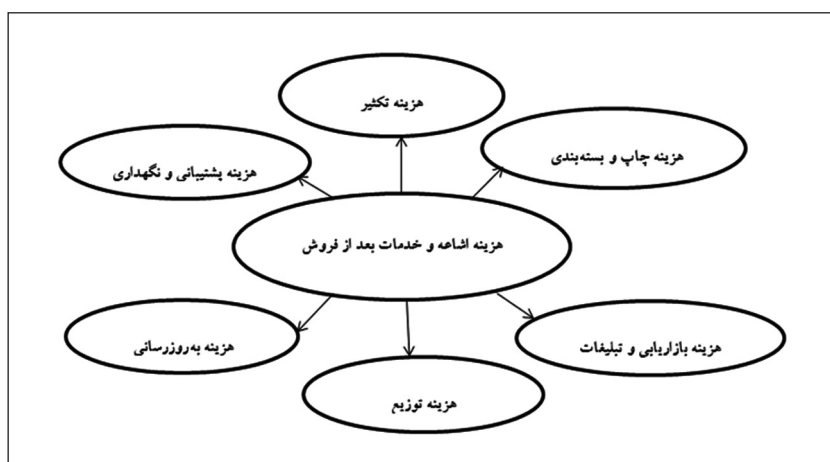 هزینه تکثیر
هزینه چاپ و بسته‌بندی
هزینه پشتیبانی و نگهداری
هزینه اشاعه و خدمات بعد از فروش
هزینه بازاریابی و تبلیغات
هزینه به‌روزرسانی
هزینه توزیع